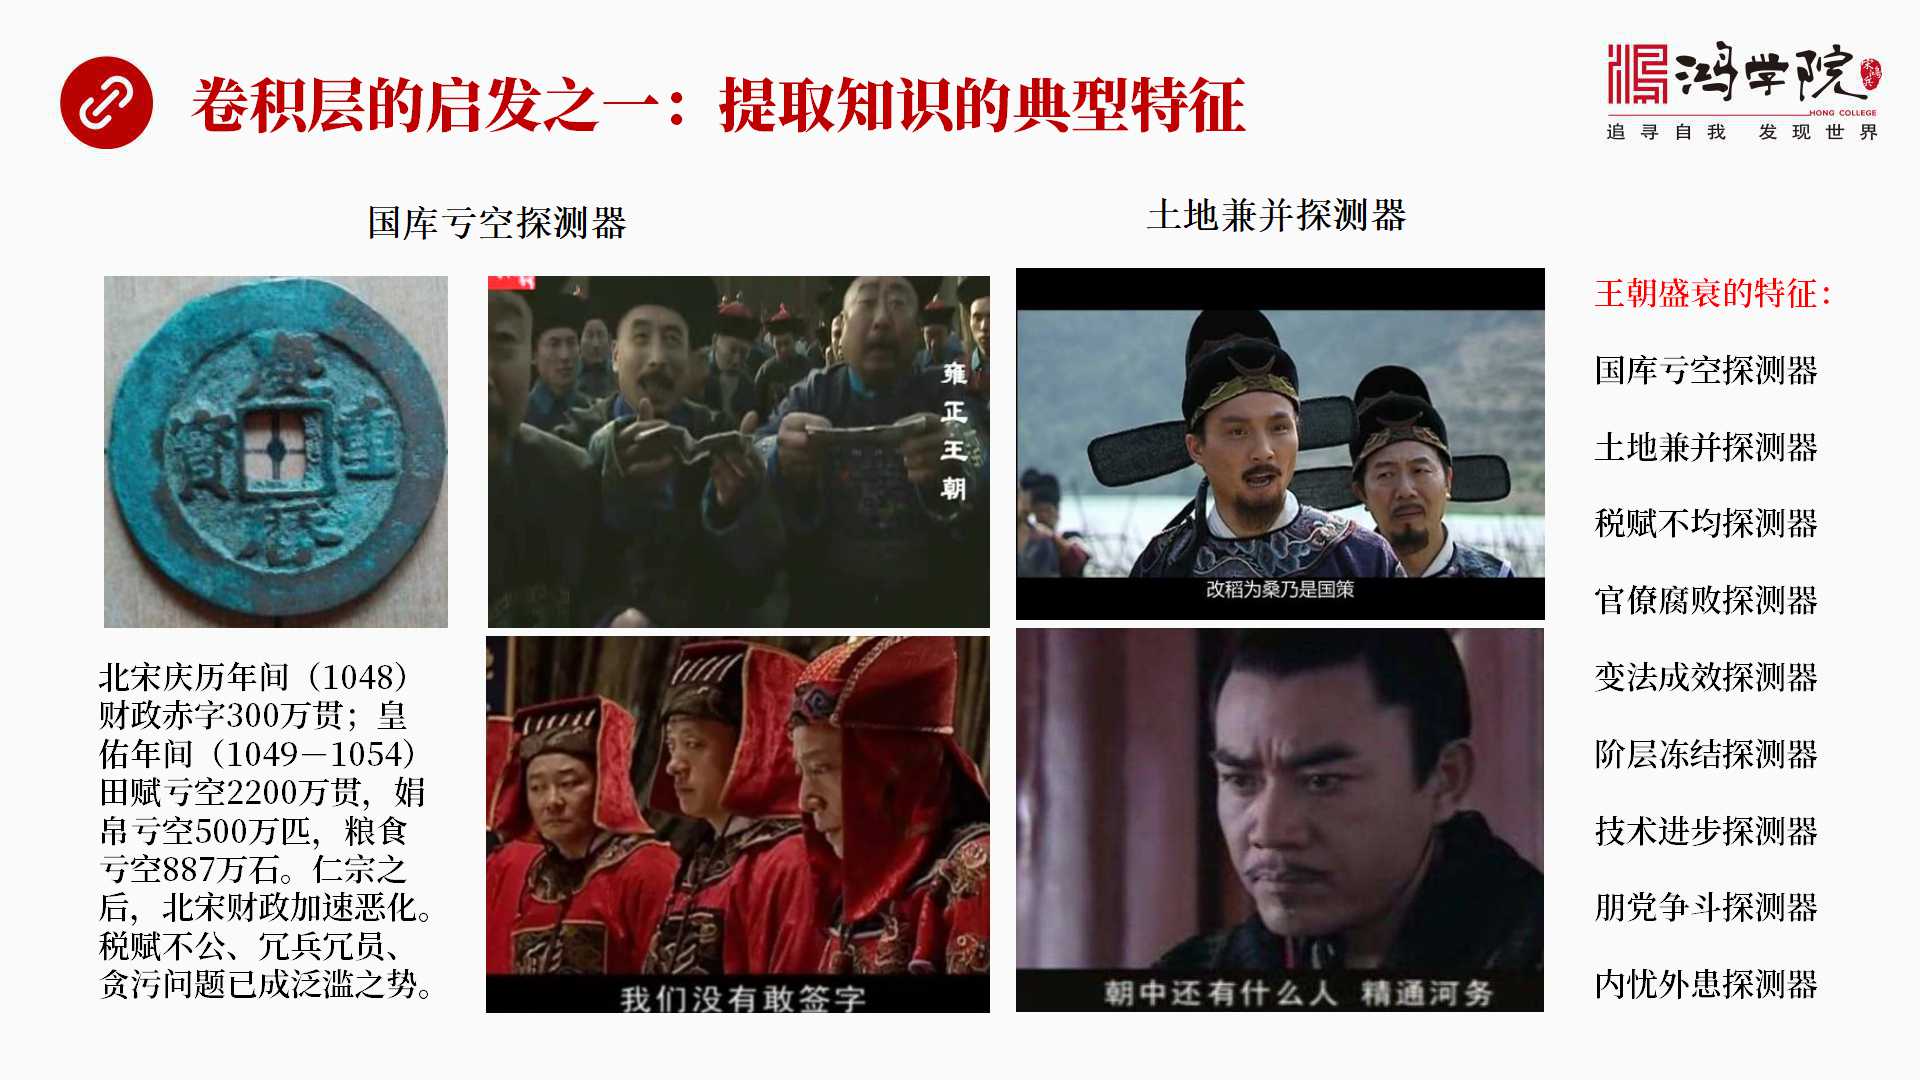 卷积层的启发之一：提取知识的典型特征
鸿学院
宋鸿兵
HONG COLLEGE
追寻自我 发现世界
国库亏空探测器
土地兼并探测器
慶
曆
重
寳
雍正王朝
改稻为桑乃是国策
北宋庆历年间（1048）
财政赤字300万贯；皇
佑年间（1049－1054）
田赋亏空2200万贯，娟
帛亏空500万匹，粮食
亏空887万石。仁宗之
后，北宋财政加速恶化。
税赋不公、冗兵冗员、
贪污问题已成泛滥之势。
我们没有敢签字
朝中还有什么人 精通河务
王朝盛衰的特征：
国库亏空探测器
土地兼并探测器
税赋不均探测器
官僚腐败探测器
变法成效探测器
阶层冻结探测器
技术进步探测器
朋党争斗探测器
内忧外患探测器